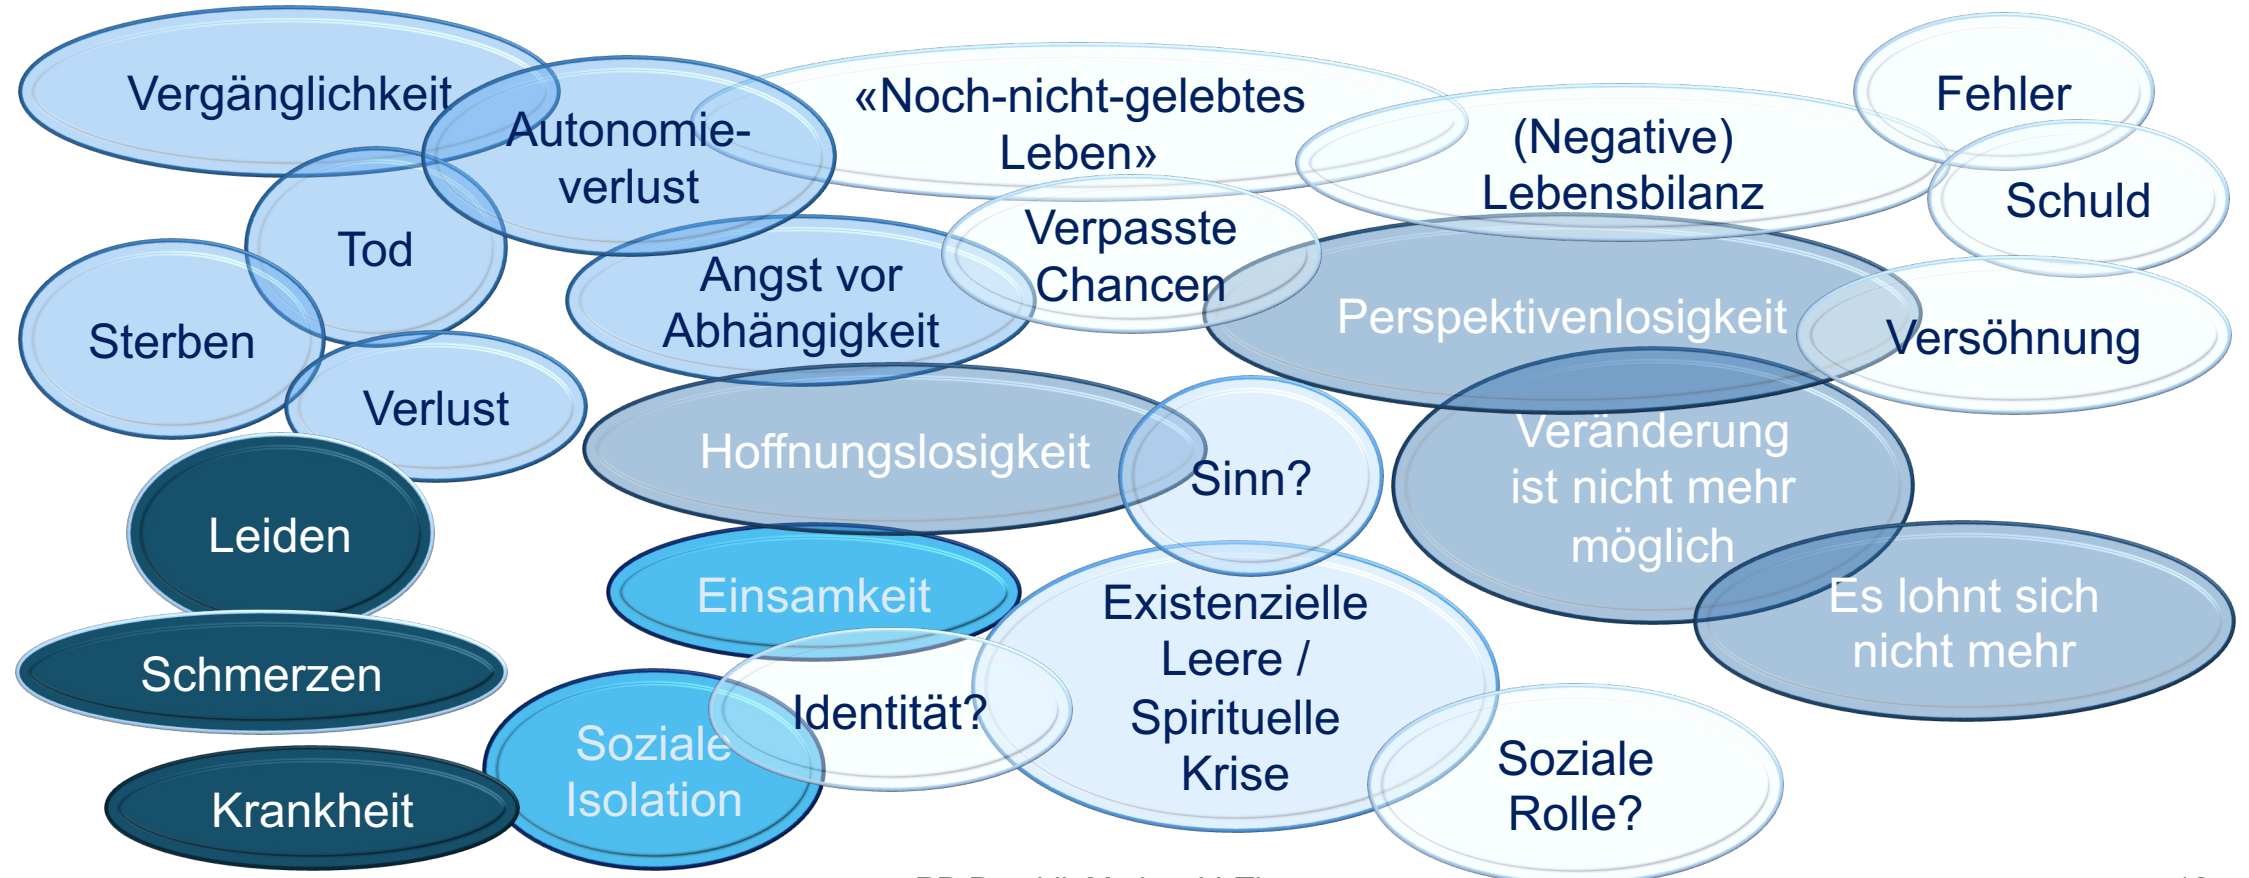 Vergänglichkeit
Autonomie-
verlust
«Noch-nicht-gelebtes
Leben»
(Negative)
Lebensbilanz
Fehler
Schuld
Tod
Sterben
Verlust
Angst vor
Abhängigkeit
Verpasste
Chancen
Perspektivenlosigkeit
Versöhnung
Hoffnungslosigkeit
Sinn?
Veränderung
ist nicht mehr
möglich
Leiden
Einsamkeit
Existenzielle
Leere /
Spirituelle
Krise
Es lohnt sich
nicht mehr
Schmerzen
Identität?
Soziale
Isolation
Soziale
Rolle?
Krankheit